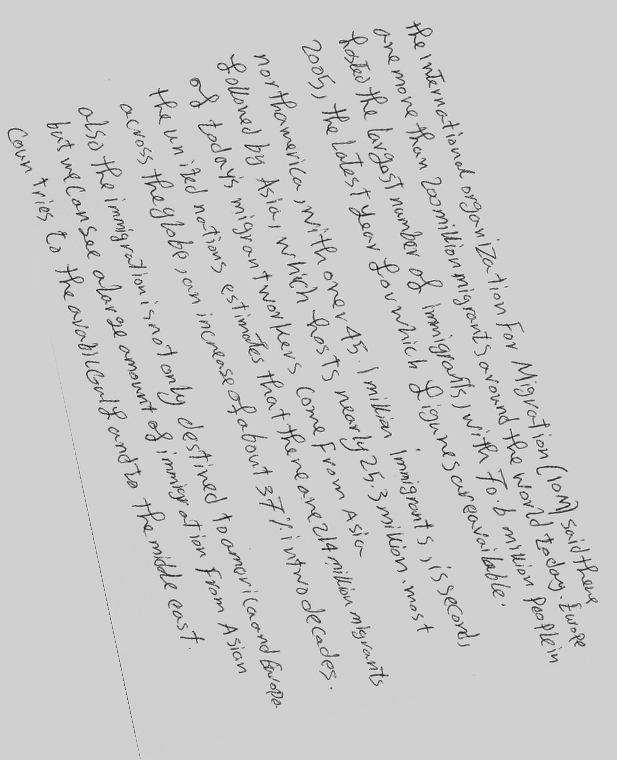 the international organization For Migration (IOM) said there
are more than 200 million migrants around the world today. Europe
hosted the largest number of immigrants, with 70.6 million people in
2005, the latest year for which figures are available.
northamerica, with over 45.1 million immigrants, is second,
followed by Asia, which hosts nearly 25.3 million. most
of today's migrant workers come From Asia
the united nations estimates that there are 214 million migrants
across the globe, an increase of about 37% in two decades.
also the immigration is not only destined to america and Europe
but we can see a large amount of immigration From Asian
countries to the arabic Gulf and to the middle east.